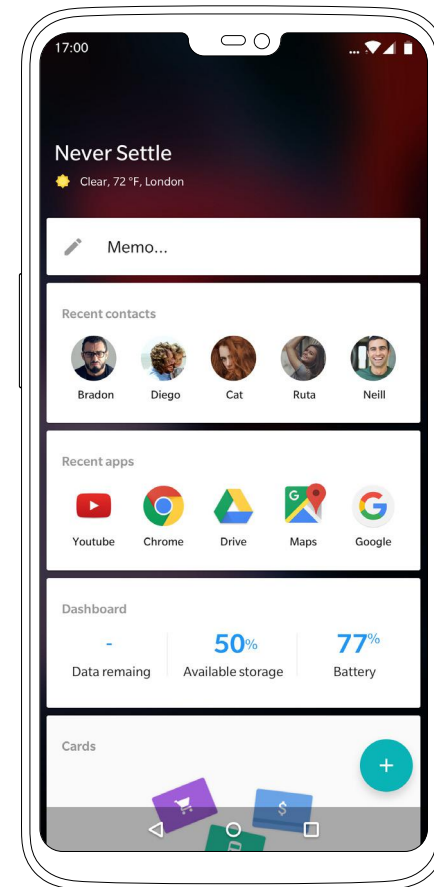 17:00
...
Never Settle
Clear, 72 °F, London
Memo...
Recent contacts
Bradon Diego Cat Ruta Neill
Recent apps
G
G
Youtube Chrome Drive Maps Google
Dashboard
- 50% 77%
Data remaing Available storage Battery
Cards
+
$